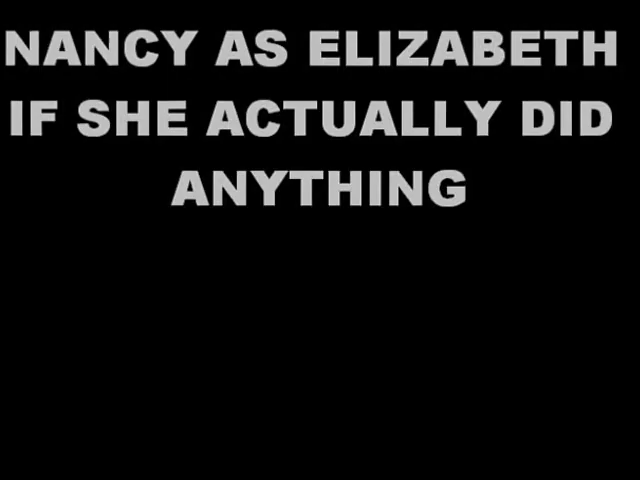 NANCY AS ELIZABETH
IF SHE ACTUALLY DID
ANYTHING